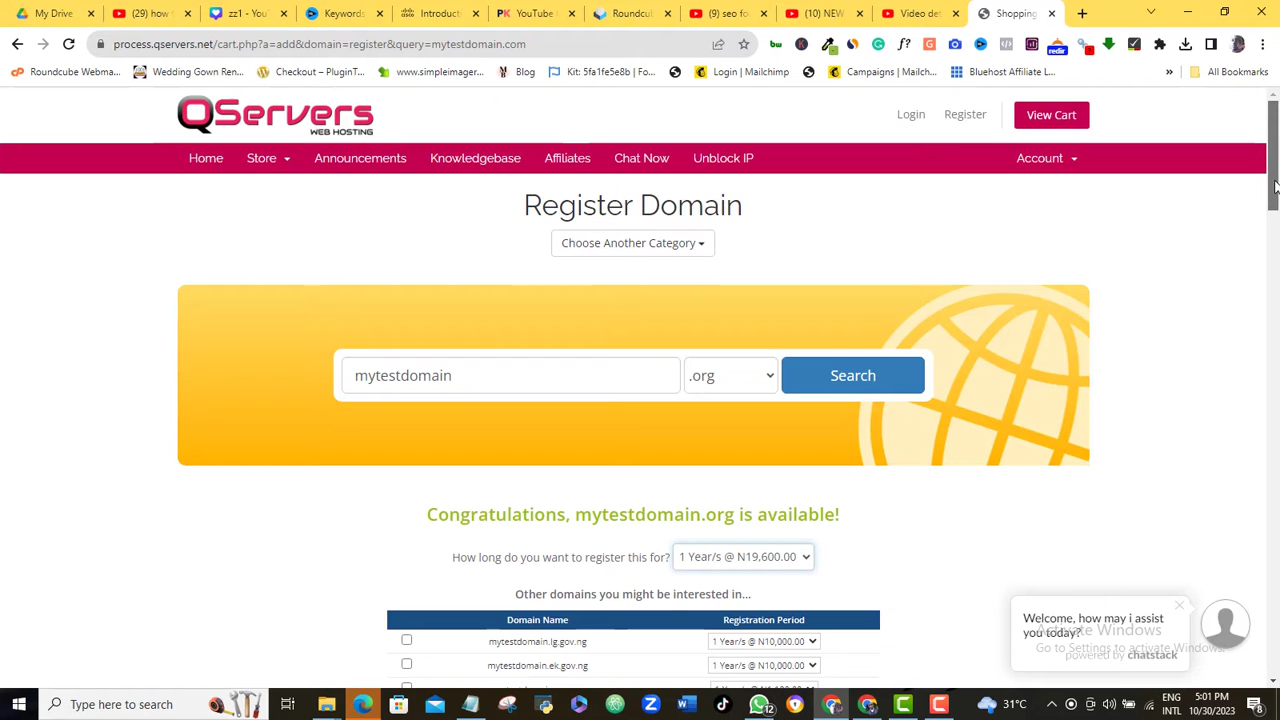 (5) how t
zz1 - You
Keywords
Introduct
YouTube
Roundcut
(9) seo fo
(10) NEW
Video det
Shopping
process.qservers.net/cart.php?a=add&domain=register&query=mytestdomain.com
Roundcube Webma...
Wedding Gown Ren...
Checkout – Plugin1...
www.simpleimager...
Blog
Kit: 5fa1fe5e8b | Fo...
Login | Mailchimp
Campaigns | Mailch...
Bluehost Affiliate L...
»
All Bookmarks
QServers
WEB HOSTING
Login
Register
View Cart
Home
Store
Announcements
Knowledgebase
Affiliates
Chat Now
Unblock IP
Account
Register Domain
Choose Another Category
mytestdomain
.org
Search
Congratulations, mytestdomain.org is available!
How long do you want to register this for?
1 Year/s @ N19,600.00
Other domains you might be interested in...
Domain Name
Registration Period
mytestdomain.lg.gov.ng
1 Year/s @ N10,000.00
mytestdomain.ek.gov.ng
1 Year/s @ N10,000.00
Welcome, how may i assist
you today?
powered by chatstack
Activate Windows
Go to Settings to activate Windows.
Type here to search
12
31°C
ENG
INTL
5:01 PM
10/30/2023
8